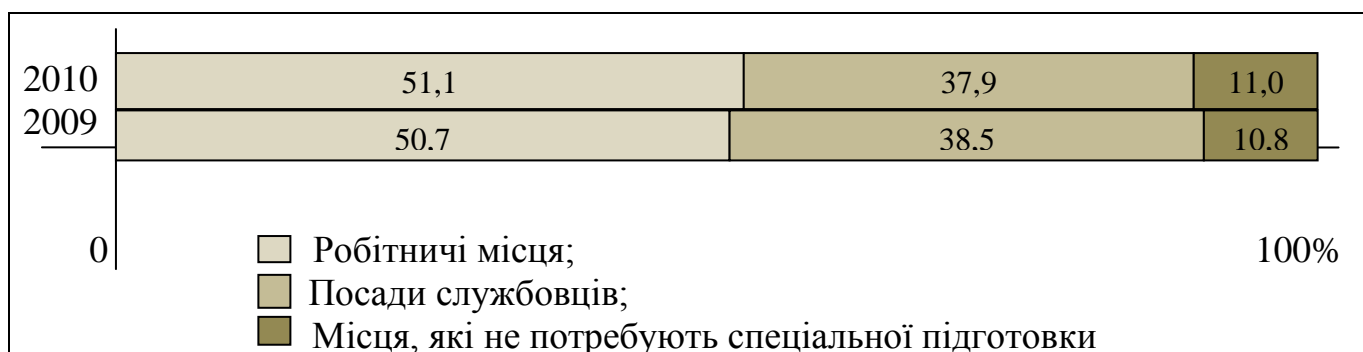 2010 51,1 37,9 11,0
2009 50,7 38,5 10,8
0 Робітничі місця; 100%
Посади службовців;
Місця, які не потребують спеціальної підготовки